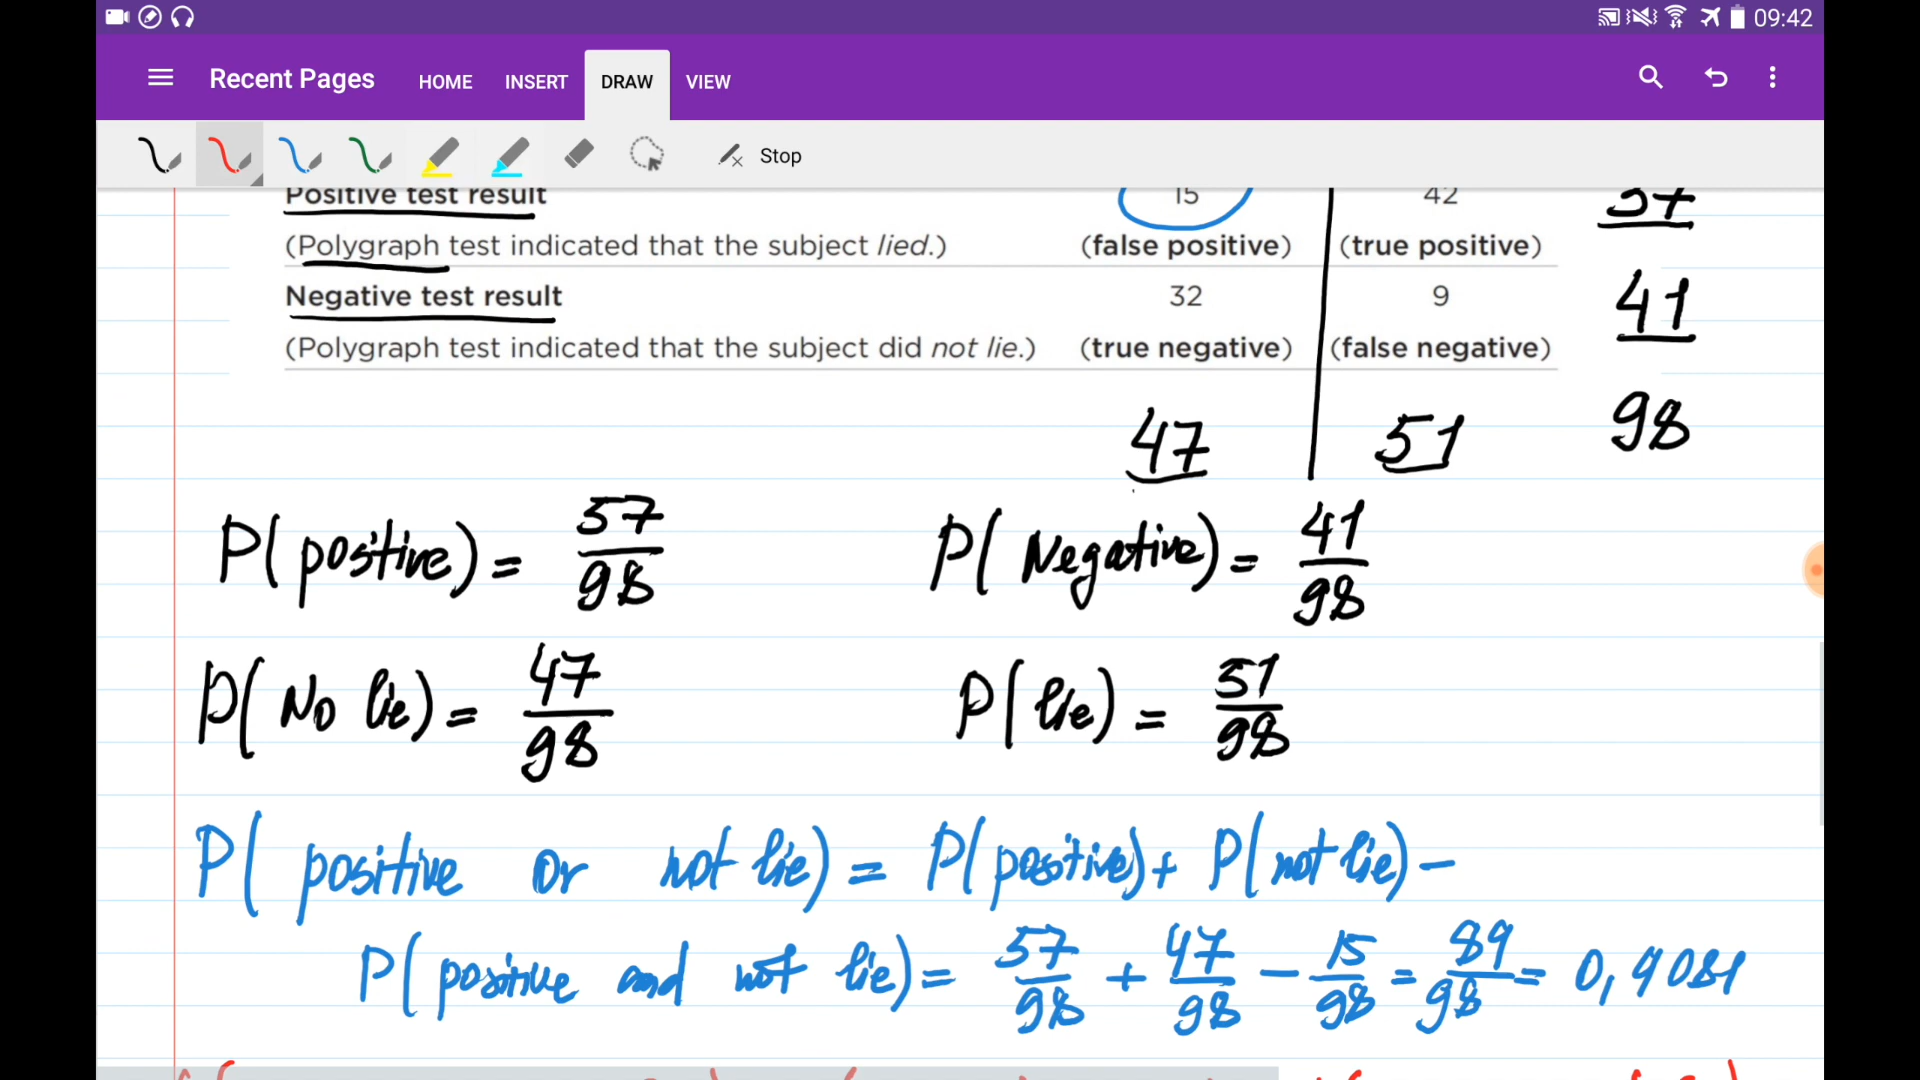 09:42
Recent Pages HOME INSERT DRAW VIEW
Stop
Positive test result 15 42 57
(Polygraph test indicated that the subject lied.) (false positive) (true positive)
Negative test result 32 9 41
(Polygraph test indicated that the subject did not lie.) (true negative) (false negative)
47 51 98
P(positive) = 57/98 P(Negative) = 41/98
P(No lie) = 47/98 P(lie) = 51/98
P(positive or not lie) = P(positive) + P(not lie) –
P(positive and not lie) = 57/98 + 47/98 – 15/98 = 89/98 = 0,9081